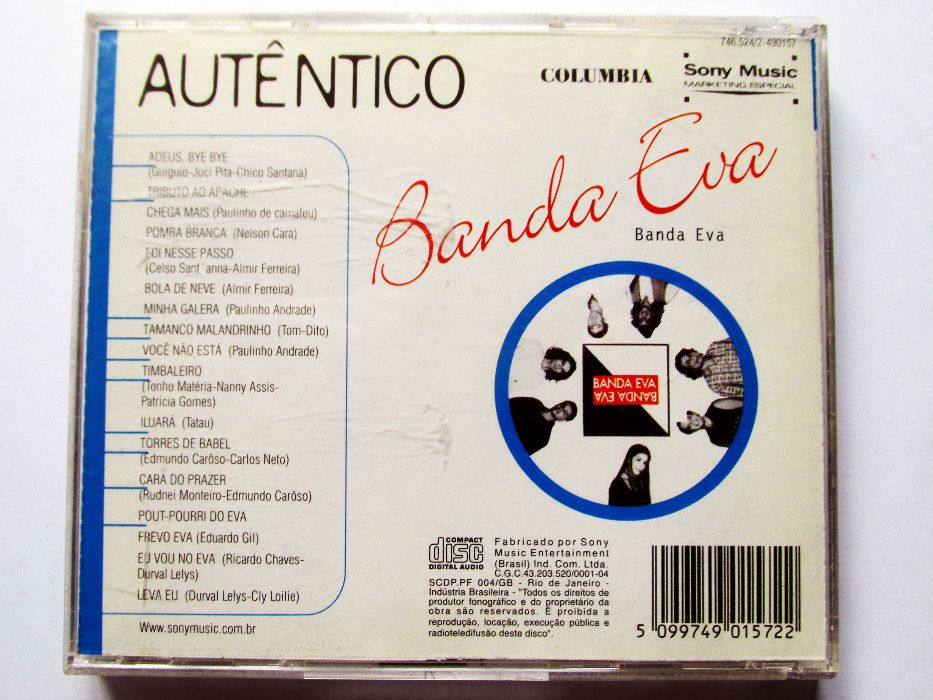 746.524/2-490157
AUTÊNTICO
COLUMBIA
Sony Music
MARKETING ESPECIAL
Banda Eva
Banda Eva
ADEUS, BYE BYE
(Guiguio-Juci Pita-Chico Santana)
TRIBUTO AO APACHE
CHEGA MAIS (Paulinho de camafeu)
POMBA BRANCA (Nelson Cara)
FOI NESSE PASSO
(Celso Sant´anna-Almir Ferreira)
BOLA DE NEVE (Almir Ferreira)
MINHA GALERA (Paulinho Andrade)
TAMANCO MALANDRINHO (Tom-Dito)
VOCÊ NÃO ESTÁ (Paulinho Andrade)
TIMBALEIRO
(Tonho Matéria-Nanny Assis-
Patricia Gomes)
ILUARÁ (Tatau)
TORRES DE BABEL
(Edmundo Carôso-Carlos Neto)
CARA DO PRAZER
(Rudnei Monteiro-Edmundo Carôso)
POUT-POURRI DO EVA
FREVO EVA (Eduardo Gil)
EU VOU NO EVA (Ricardo Chaves-
Durval Lelys)
LEVA EU (Durval Lelys-Cly Loilie)
Www.sonymusic.com.br
BANDA EVA
BANDA EVA
COMPACT
disc
DIGITAL AUDIO
Fabricado por Sony
Music Entertainment
(Brasil) Ind. Com. Ltda.
C.G.C.43.203.520/0001-04
SCDP.PF 004/GB - Rio de Janeiro -
Indústria Brasileira - "Todos os direitos de
produtor fonográfico e do proprietário da
obra são reservados. É proibida a
reprodução, locação, execução pública e
radioteledifusão deste disco".
5 099749 015722